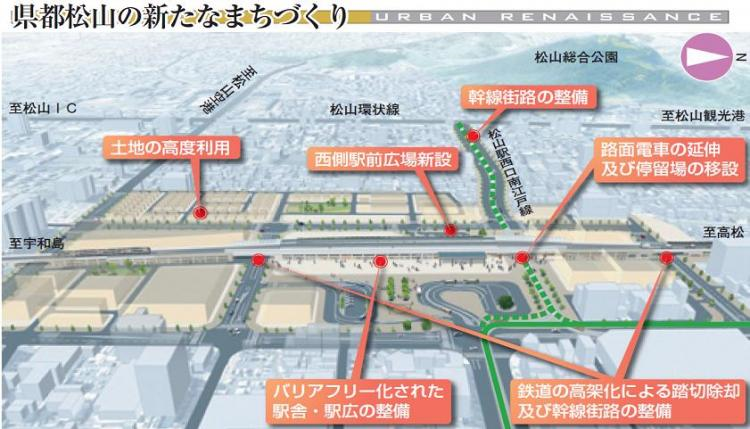 県都松山の新たなまちづくり
URBAN RENAISSANCE
松山総合公園
N
至松山空港
至松山IC
松山環状線
幹線街路の整備
至松山観光港
土地の高度利用
西側駅前広場新設
松山駅西口南江戸線
路面電車の延伸
及び停留場の移設
至宇和島
至高松
バリアフリー化された
駅舎・駅広の整備
鉄道の高架化による踏切除却
及び幹線街路の整備